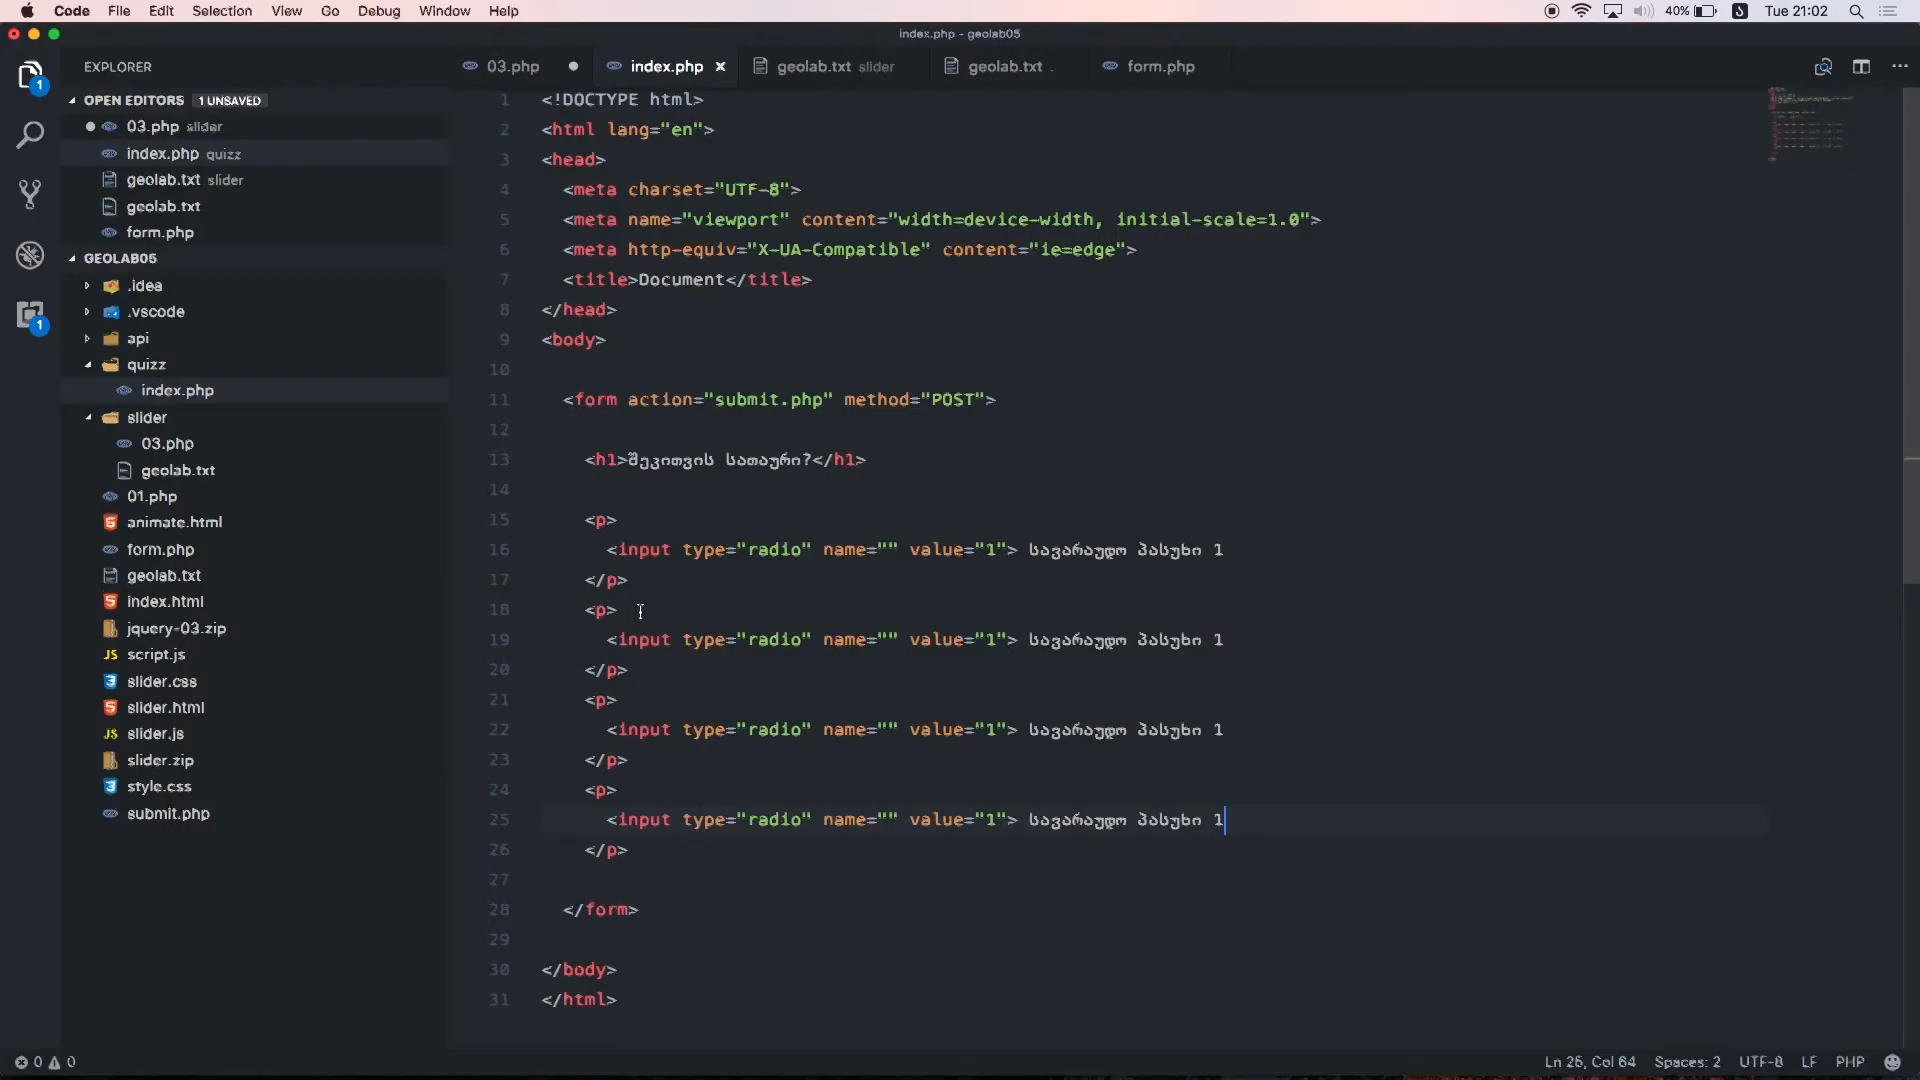 Code File Edit Selection View Go Debug Window Help 40% Tue 21:02
index.php - geolab05
EXPLORER
OPEN EDITORS 1 UNSAVED
03.php slider
index.php quizz
geolab.txt slider
geolab.txt
form.php
GEOLAB05
.idea
.vscode
api
quizz
index.php
slider
03.php
geolab.txt
01.php
animate.html
form.php
geolab.txt
index.html
jquery-03.zip
JS script.js
slider.css
slider.html
JS slider.js
slider.zip
style.css
submit.php
03.php index.php geolab.txt slider geolab.txt . form.php
1 <!DOCTYPE html>
2 <html lang="en">
3 <head>
4 <meta charset="UTF-8">
5 <meta name="viewport" content="width=device-width, initial-scale=1.0">
6 <meta http-equiv="X-UA-Compatible" content="ie=edge">
7 <title>Document</title>
8 </head>
9 <body>
10
11 <form action="submit.php" method="POST">
12
13 <h1>შეკითვის სათაური?</h1>
14
15 <p>
16 <input type="radio" name="" value="1"> სავარაუდო პასუხი 1
17 </p>
18 <p>
19 <input type="radio" name="" value="1"> სავარაუდო პასუხი 1
20 </p>
21 <p>
22 <input type="radio" name="" value="1"> სავარაუდო პასუხი 1
23 </p>
24 <p>
25 <input type="radio" name="" value="1"> სავარაუდო პასუხი 1
26 </p>
27
28 </form>
29
30 </body>
31 </html>
0 0 Ln 25, Col 64 Spaces: 2 UTF-8 LF PHP